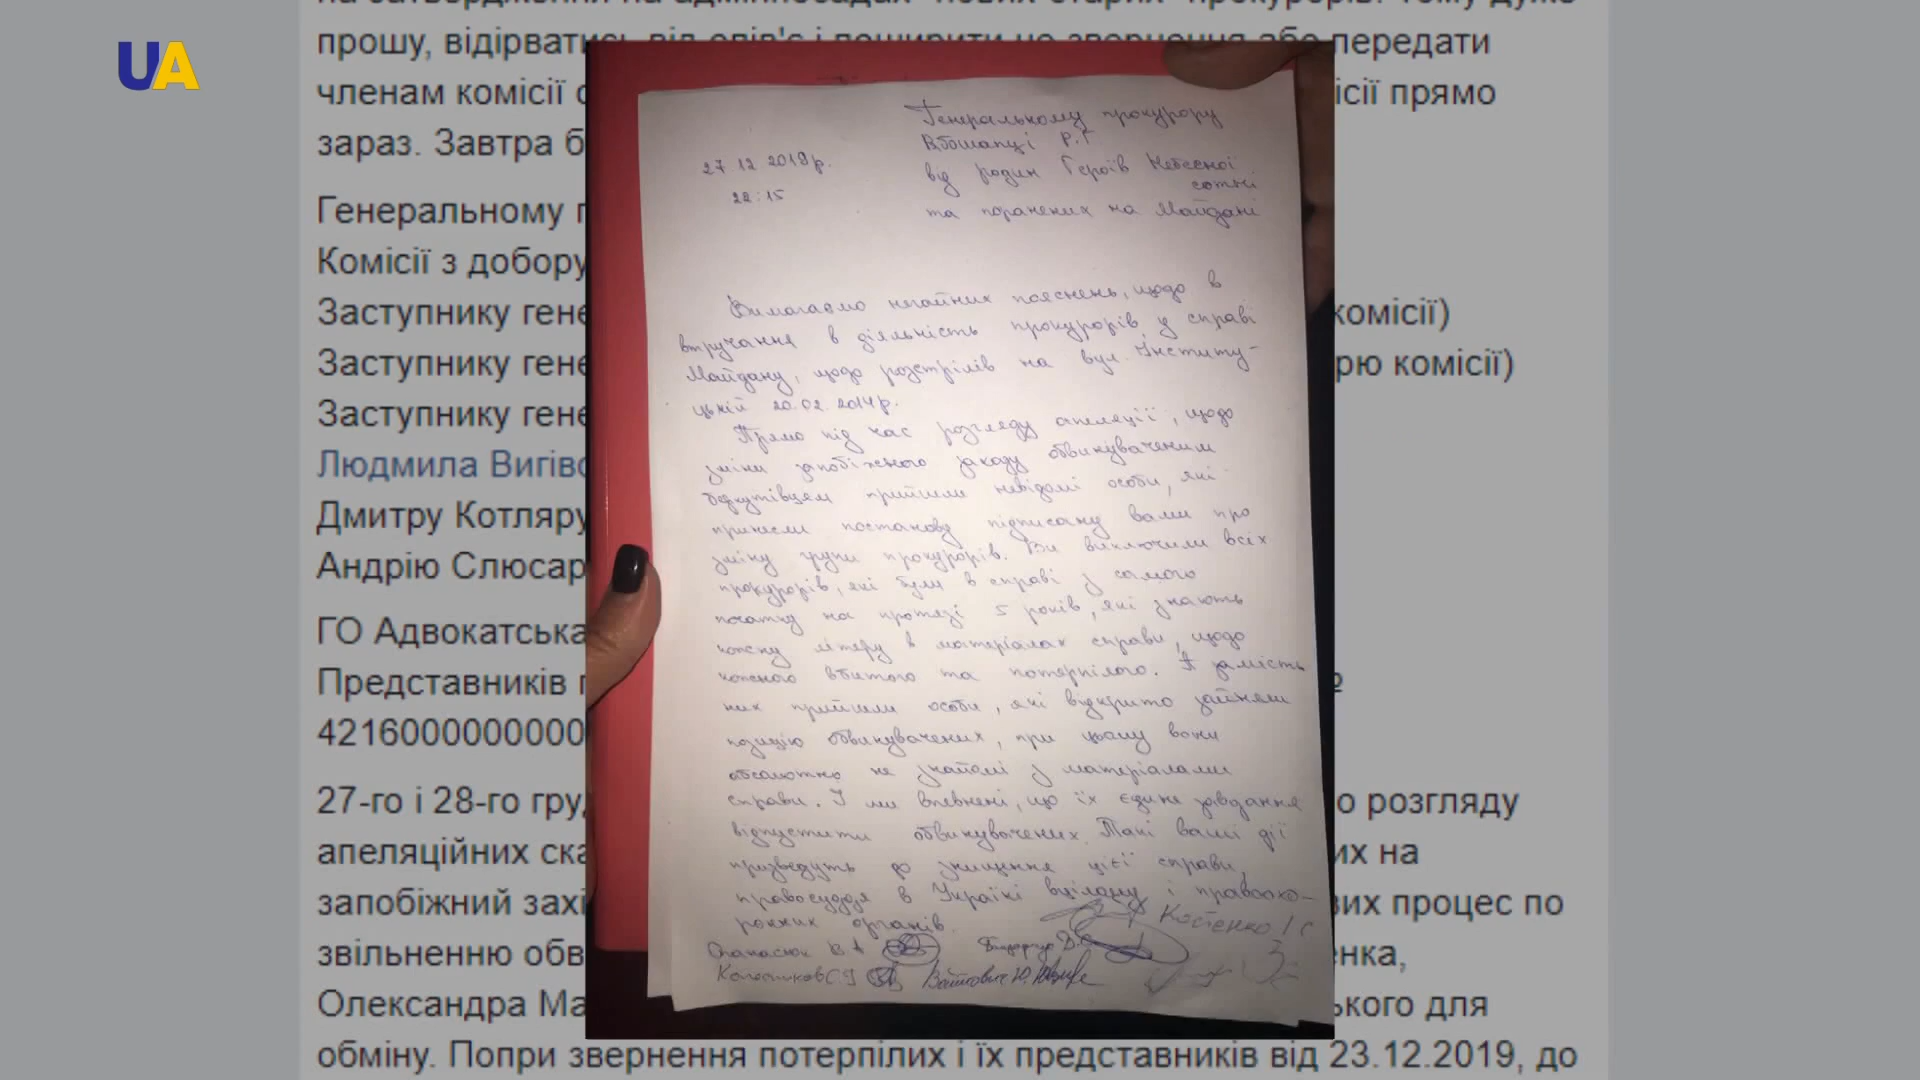 UA
на затвердження на адмінпосадах "нових старих" прокурорів. Тому дуже
прошу, відірватись від олів'є і поширити це звернення або передати
членам комісії
ісії прямо
зараз. Завтра б
Генеральному п
Комісії з добору
Заступнику гене
комісії)
Заступнику гене
рю комісії)
Заступнику гене
Людмила Вигівс
Дмитру Котляру
Андрію Слюсар
ГО Адвокатська
Представників п
4216000000000
27-го і 28-го гру
о розгляду
апеляційних ска
их на
запобіжний захі
вих процес по
звільненню обв
енка,
Олександра Ма
ького для
обміну. Попри звернення потерпілих і їх представників від 23.12.2019, до
Генеральному прокурору
Рябошапці Р.Г
27 12 2019р.
від родин Героїв Небесної
сотні
22:15
та поранених на Майдані
Вимагаємо негайних пояснень, щодо в
втручання в діяльність прокурорів у справі
Майдану, щодо розстрілів на вул. Інститу-
цькій 20.02.2014р.
Прямо під час розгляду апеляції, щодо
зміни запобіжного заходу обвинуваченим
беркутівцям прийшли невідомі особи, які
принесли постанову підписану вами про
зміну групи прокурорів. Ви виключили всіх
прокурорів, які були в справі з самого
початку на протязі 5 років, які знають
кожну літеру в матеріалах справи, щодо
кожного вбитого та потерпілого. А замість
них прийшли особи, які відкрито зайняли
позицію обвинувачених, при цьому вони
абсолютно не знайомі з матеріалами
справи. І ми впевнені, що їх єдине завдання
відпустити обвинувачених. Такі ваші дії
призведуть до знищення цієї справи,
правосуддя в Україні вцілому і правоохо-
ронних органів.
Костенко І С
Опанасюк В А
Бондарчук В.
Войтович Ю.